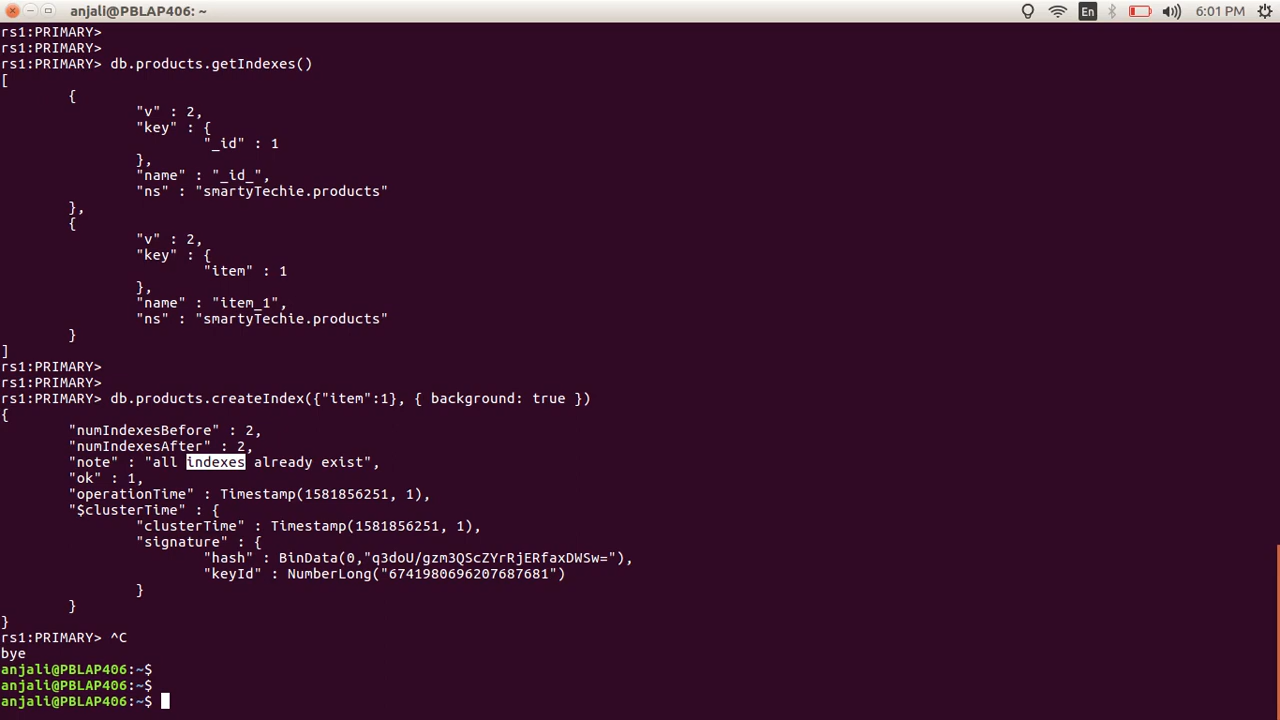 anjali@PBLAP406: ~
En
6:01 PM
rs1:PRIMARY>
rs1:PRIMARY>
rs1:PRIMARY> db.products.getIndexes()
[
{
"v" : 2,
"key" : {
"_id" : 1
},
"name" : "_id_",
"ns" : "smartyTechie.products"
},
{
"v" : 2,
"key" : {
"item" : 1
},
"name" : "item_1",
"ns" : "smartyTechie.products"
}
]
rs1:PRIMARY>
rs1:PRIMARY>
rs1:PRIMARY> db.products.createIndex({"item":1}, { background: true })
{
"numIndexesBefore" : 2,
"numIndexesAfter" : 2,
"note" : "all indexes already exist",
"ok" : 1,
"operationTime" : Timestamp(1581856251, 1),
"$clusterTime" : {
"clusterTime" : Timestamp(1581856251, 1),
"signature" : {
"hash" : BinData(0,"q3doU/gzm3QScZYrRjERfaxDWSw="),
"keyId" : NumberLong("6741980696207687681")
}
}
}
rs1:PRIMARY> ^C
bye
anjali@PBLAP406:~$
anjali@PBLAP406:~$
anjali@PBLAP406:~$